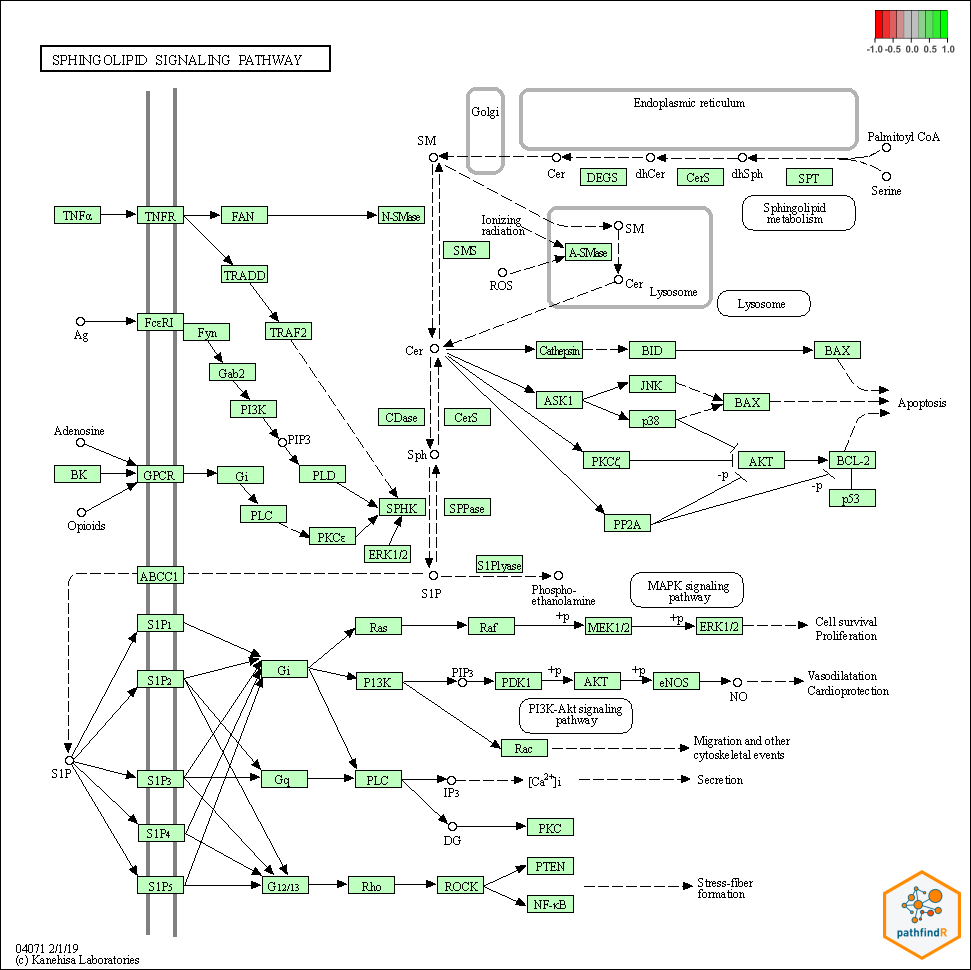 -1.0 -0.5 0.0 0.5 1.0
SPHINGOLIPID SIGNALING PATHWAY
Golgi
Endoplasmic reticulum
SM
Palmitoyl CoA
Cer
dhCer
dhSph
DEGS
CerS
SPT
Serine
Sphingolipid
metabolism
TNFα
TNFR
FAN
N-SMase
Ionizing
radiation
SM
SMS
A-SMase
TRADD
ROS
Cer
Lysosome
Lysosome
Ag
FcεRI
Fyn
TRAF2
Cer
Cathepsin
BID
BAX
Gab2
JNK
ASK1
BAX
Apoptosis
PI3K
CDase
CerS
p38
Adenosine
PIP3
Sph
PKCζ
AKT
BCL-2
BK
GPCR
Gi
PLD
-p
-p
p53
Opioids
PLC
SPHK
SPPase
PP2A
PKCε
ERK1/2
ABCC1
S1Plyase
S1P
Phospho-
ethanolamine
MAPK signaling
pathway
S1P1
Ras
Raf
+p
MEK1/2
+p
ERK1/2
Cell survival
Proliferation
Gi
S1P2
P13K
PIP3
PDK1
+p
AKT
+p
eNOS
NO
Vasodilatation
Cardioprotection
PI3K-Akt signaling
pathway
Rac
Migration and other
cytoskeletal events
S1P
S1P3
Gq
PLC
IP3
[Ca2+]i
Secretion
S1P4
DG
PKC
S1P5
G12/13
Rho
ROCK
PTEN
NF-κB
Stress-fiber
formation
pathfindR
04071 2/1/19
(c) Kanehisa Laboratories